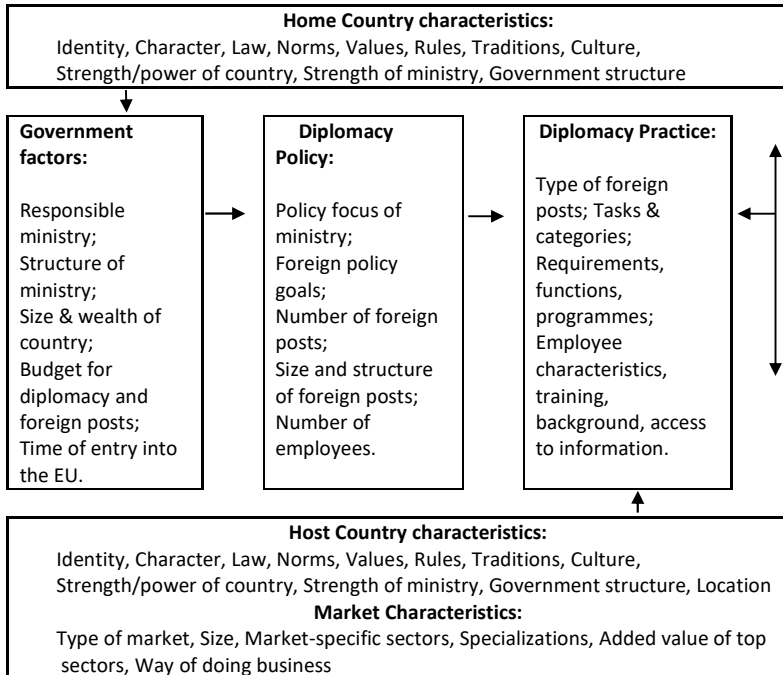 Home Country characteristics:
Identity, Character, Law, Norms, Values, Rules, Traditions, Culture,
Strength/power of country, Strength of ministry, Government structure
Government
factors:
Responsible
ministry;
Structure of
ministry;
Size & wealth of
country;
Budget for
diplomacy and
foreign posts;
Time of entry into
the EU.
Diplomacy
Policy:
Policy focus of
ministry;
Foreign policy
goals;
Number of foreign
posts;
Size and structure
of foreign posts;
Number of
employees.
Diplomacy Practice:
Type of foreign
posts; Tasks &
categories;
Requirements,
functions,
programmes;
Employee
characteristics,
training,
background, access
to information.
Host Country characteristics:
Identity, Character, Law, Norms, Values, Rules, Traditions, Culture,
Strength/power of country, Strength of ministry, Government structure, Location
Market Characteristics:
Type of market, Size, Market-specific sectors, Specializations, Added value of top
sectors, Way of doing business